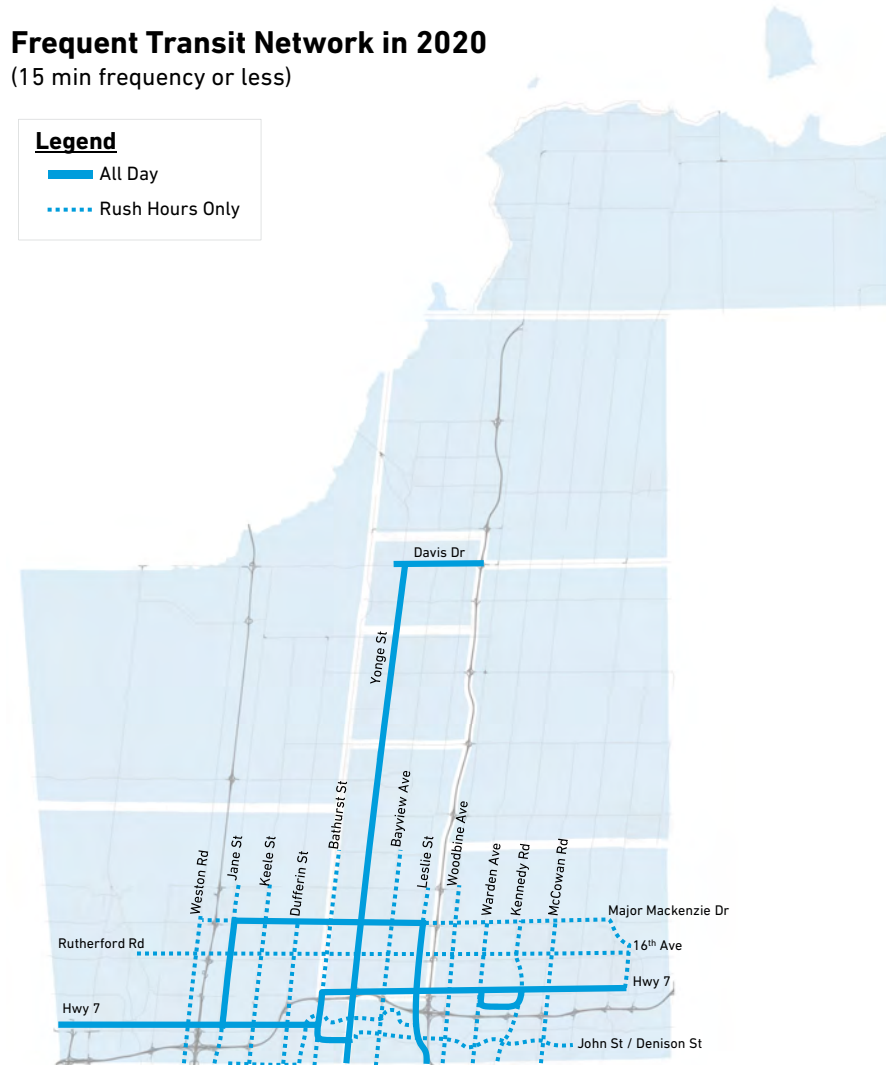 Frequent Transit Network in 2020
(15 min frequency or less)
Legend
All Day
Rush Hours Only
Davis Dr
Yonge St
Bathurst St
Bayview Ave
Woodbine Ave
Leslie St
Jane St
Keele St
Weston Rd
Dufferin St
Warden Ave
Kennedy Rd
McCowan Rd
Major Mackenzie Dr
Rutherford Rd
16th Ave
Hwy 7
Hwy 7
John St / Denison St